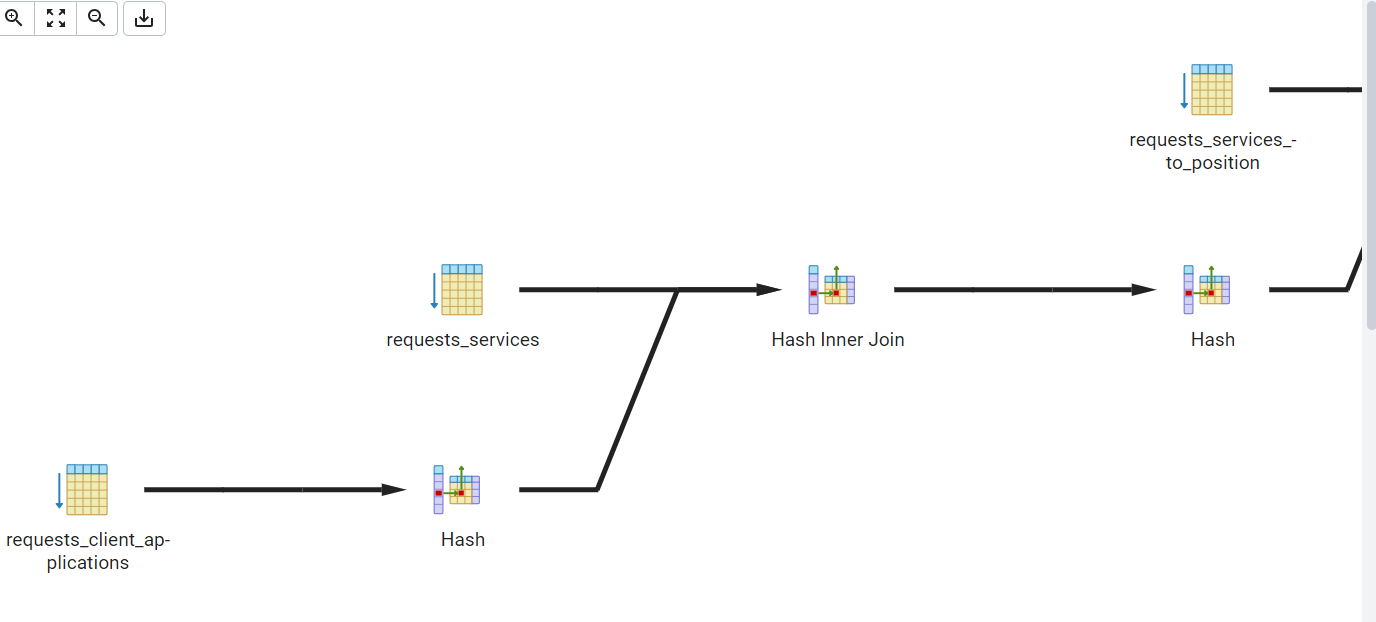 requests_services_-
to_position
requests_services
Hash Inner Join
Hash
requests_client_ap-
plications
Hash